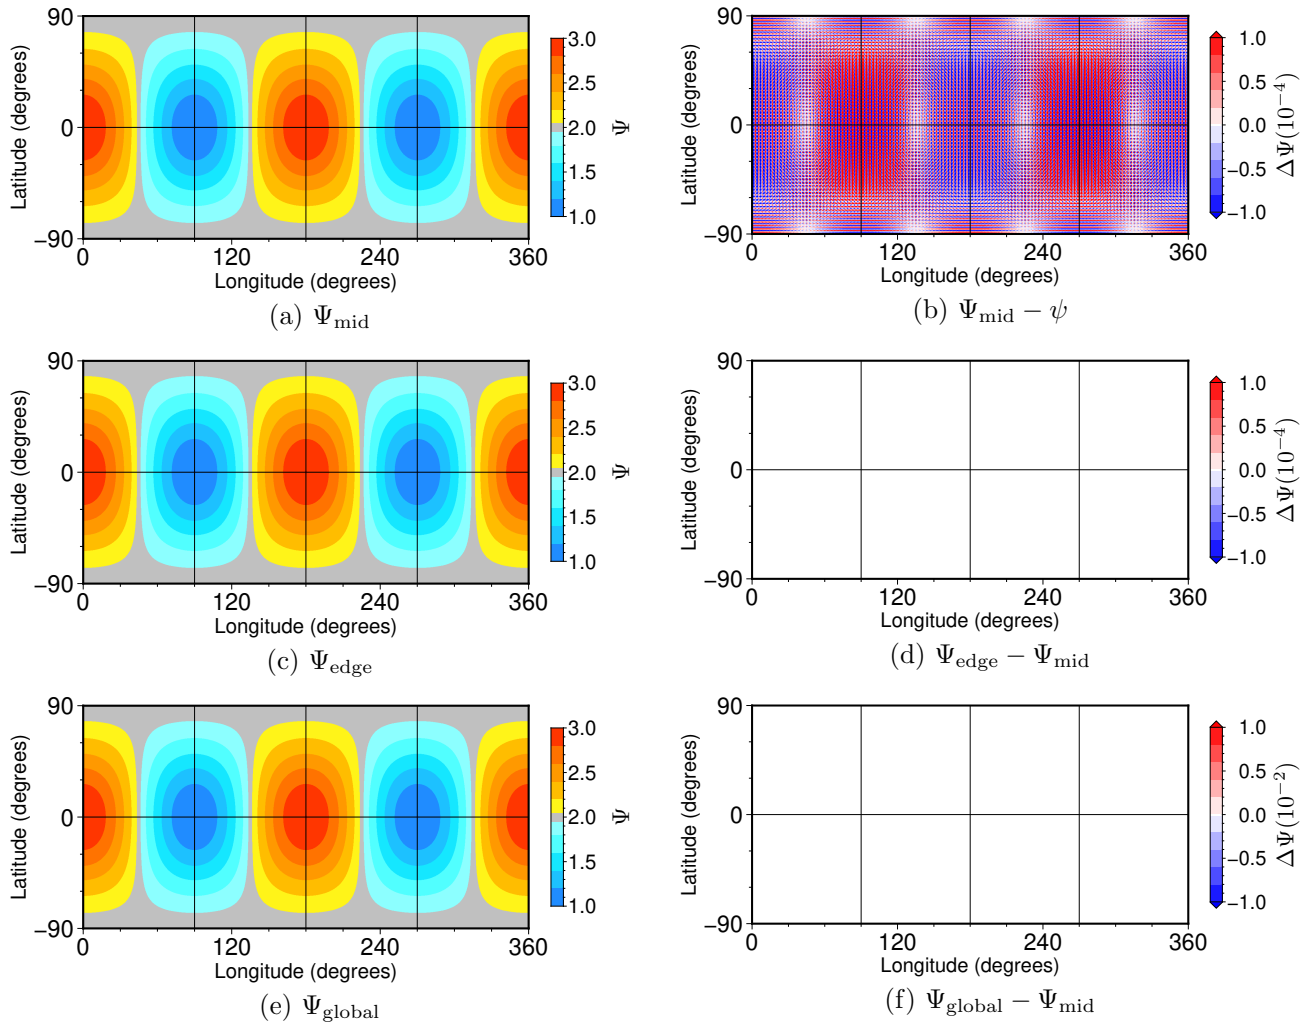 90
0
−90
Latitude (degrees)
0 120 240 360
Longitude (degrees)
3.0
2.5
2.0
1.5
1.0
Ψ
(a) Ψmid
90
0
−90
Latitude (degrees)
0 120 240 360
Longitude (degrees)
1.0
0.5
0.0
−0.5
−1.0
ΔΨ(10−4)
(b) Ψmid − ψ
90
0
−90
Latitude (degrees)
0 120 240 360
Longitude (degrees)
3.0
2.5
2.0
1.5
1.0
Ψ
(c) Ψedge
90
0
−90
Latitude (degrees)
0 120 240 360
Longitude (degrees)
1.0
0.5
0.0
−0.5
−1.0
ΔΨ(10−4)
(d) Ψedge − Ψmid
90
0
−90
Latitude (degrees)
0 120 240 360
Longitude (degrees)
3.0
2.5
2.0
1.5
1.0
Ψ
(e) Ψglobal
90
0
−90
Latitude (degrees)
0 120 240 360
Longitude (degrees)
1.0
0.5
0.0
−0.5
−1.0
ΔΨ(10−2)
(f) Ψglobal − Ψmid